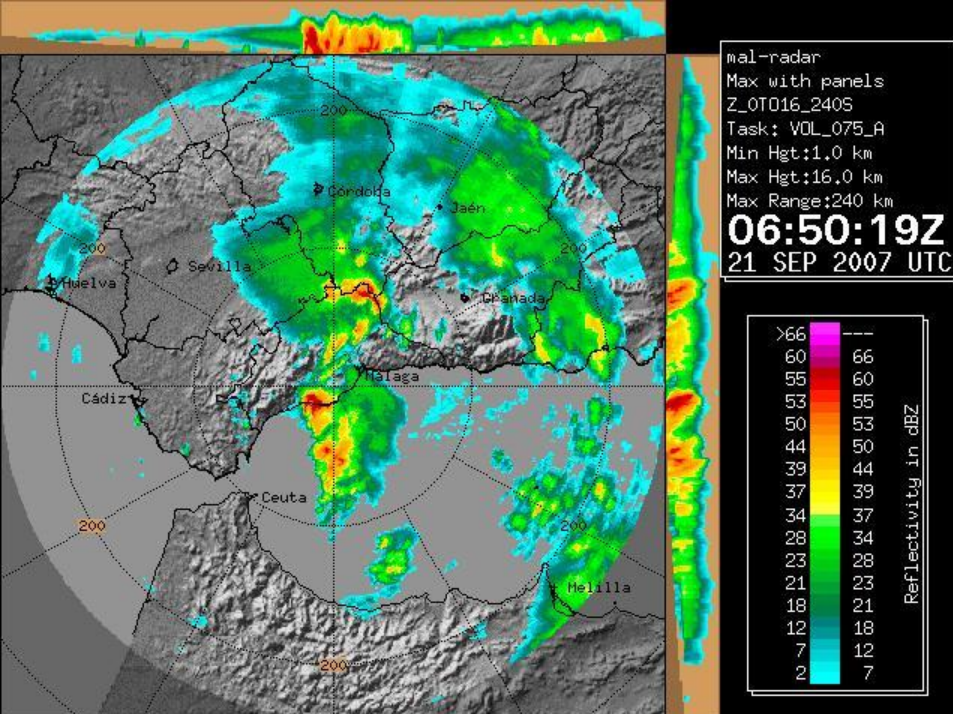 mal-radar
Max with panels
Z_OTO16_240S
Task: VOL_075_A
Min Hgt:1.0 km
Max Hgt:16.0 km
Max Range:240 km
06:50:19Z
21 SEP 2007 UTC
200
Córdoba
Jaén
200
200
Sevilla
Huelva
Granada
Málaga
Cádiz
Ceuta
200
200
Melilla
200
>66 ---
60 66
55 60
53 55
50 53
44 50
39 44
37 39
34 37
28 34
23 28
21 23
18 21
12 18
7 12
2 7
Reflectivity in dBZ